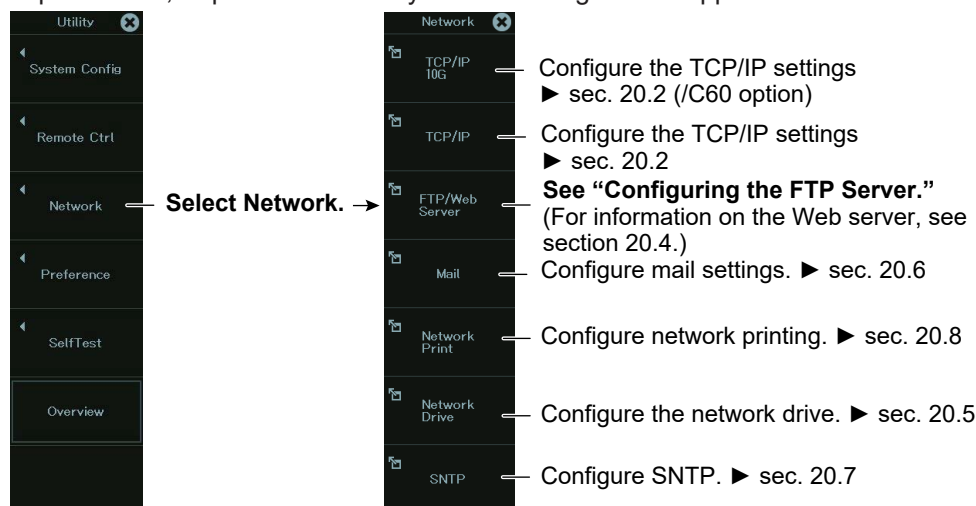 Utility
System Config
Remote Ctrl
Network
Preference
SelfTest
Overview
Select Network.
Network
TCP/IP
10G
Configure the TCP/IP settings
► sec. 20.2 (/C60 option)
TCP/IP
Configure the TCP/IP settings
► sec. 20.2
FTP/Web
Server
See “Configuring the FTP Server.”
(For information on the Web server, see
section 20.4.)
Mail
Configure mail settings. ► sec. 20.6
Network
Print
Configure network printing. ► sec. 20.8
Network
Drive
Configure the network drive. ► sec. 20.5
SNTP
Configure SNTP. ► sec. 20.7